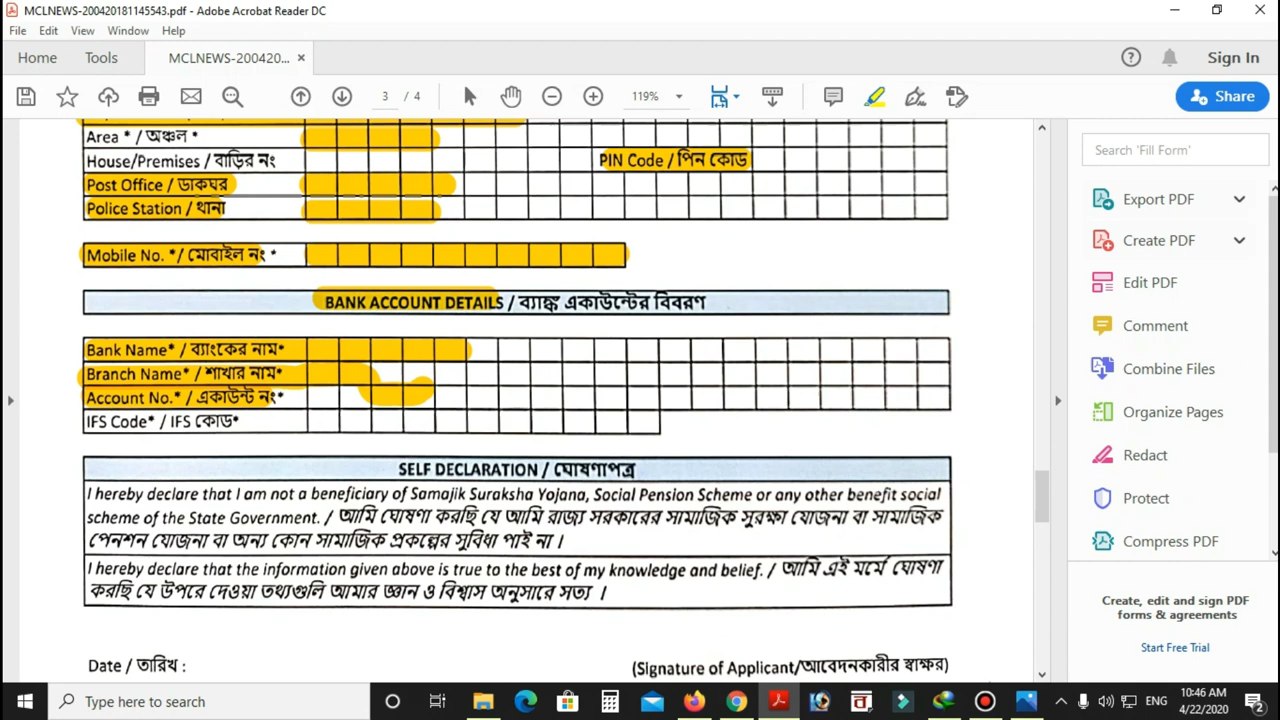 MCLNEWS-200420181145543.pdf - Adobe Acrobat Reader DC
File Edit View Window Help
Home Tools MCLNEWS-200420... × Sign In
3 / 4 119% Share
Area * / অঞ্চল *
House/Premises / বাড়ির নং PIN Code / পিন কোড
Post Office / ডাকঘর
Police Station / থানা
Mobile No. */ মোবাইল নং *
BANK ACCOUNT DETAILS / ব্যাঙ্ক একাউন্টের বিবরণ
Bank Name* / ব্যাংকের নাম*
Branch Name* / শাখার নাম*
Account No.* / একাউন্ট নং*
IFS Code* / IFS কোড*
SELF DECLARATION / ঘোষণাপত্র
I hereby declare that I am not a beneficiary of Samajik Suraksha Yojana, Social Pension Scheme or any other benefit social
scheme of the State Government. / আমি ঘোষণা করছি যে আমি রাজ্য সরকারের সামাজিক সুরক্ষা যোজনা বা সামাজিক
পেনশন যোজনা বা অন্য কোন সামাজিক প্রকল্পের সুবিধা পাই না ।
I hereby declare that the information given above is true to the best of my knowledge and belief. / আমি এই মর্মে ঘোষণা
করছি যে উপরে দেওয়া তথ্যগুলি আমার জ্ঞান ও বিশ্বাস অনুসারে সত্য ।
Date / তারিখ :
(Signature of Applicant/আবেদনকারীর স্বাক্ষর)
Search 'Fill Form'
Export PDF
Create PDF
Edit PDF
Comment
Combine Files
Organize Pages
Redact
Protect
Compress PDF
Create, edit and sign PDF
forms & agreements
Start Free Trial
Type here to search
ENG
10:46 AM
4/22/2020
2